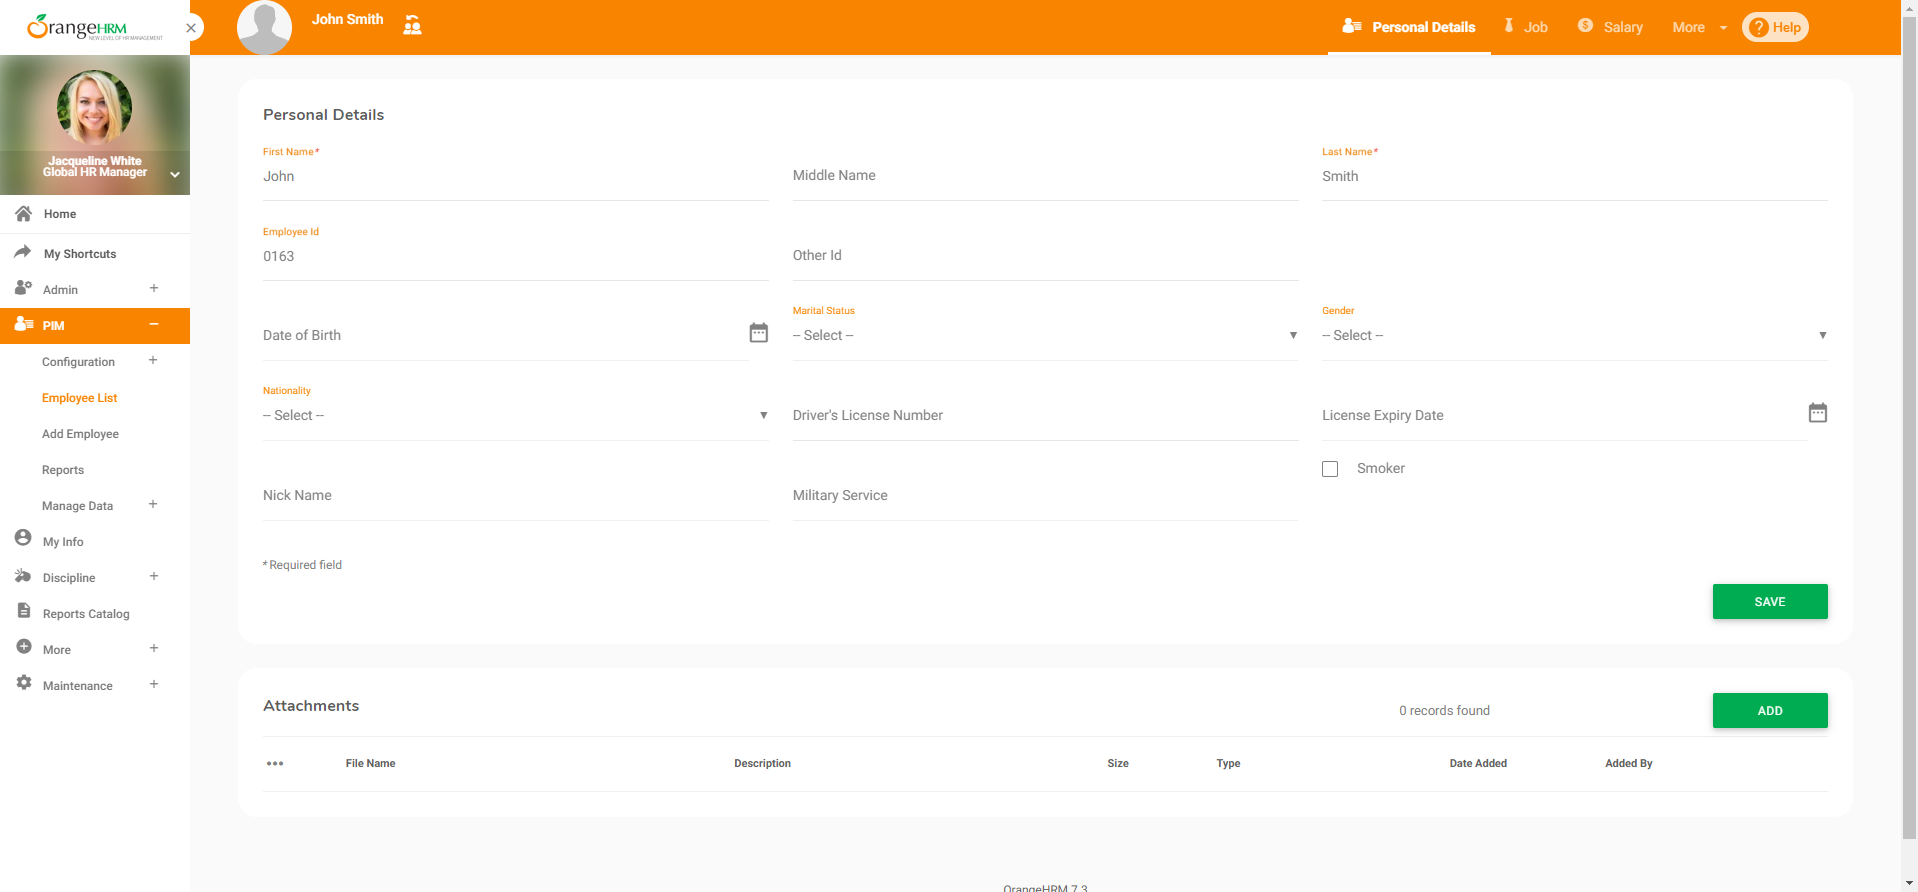 OrangeHRM
NEW LEVEL OF HR MANAGEMENT
John Smith
Personal Details
Job
Salary
More
? Help
Jacqueline White
Global HR Manager
Home
My Shortcuts
Admin
PIM
Configuration
Employee List
Add Employee
Reports
Manage Data
My Info
Discipline
Reports Catalog
More
Maintenance
Personal Details
First Name*
John
Middle Name
Last Name*
Smith
Employee Id
0163
Other Id
Date of Birth
Marital Status
-- Select --
Gender
-- Select --
Nationality
-- Select --
Driver's License Number
License Expiry Date
Nick Name
Military Service
Smoker
* Required field
SAVE
Attachments
0 records found
ADD
File Name Description Size Type Date Added Added By
OrangeHRM 7.3